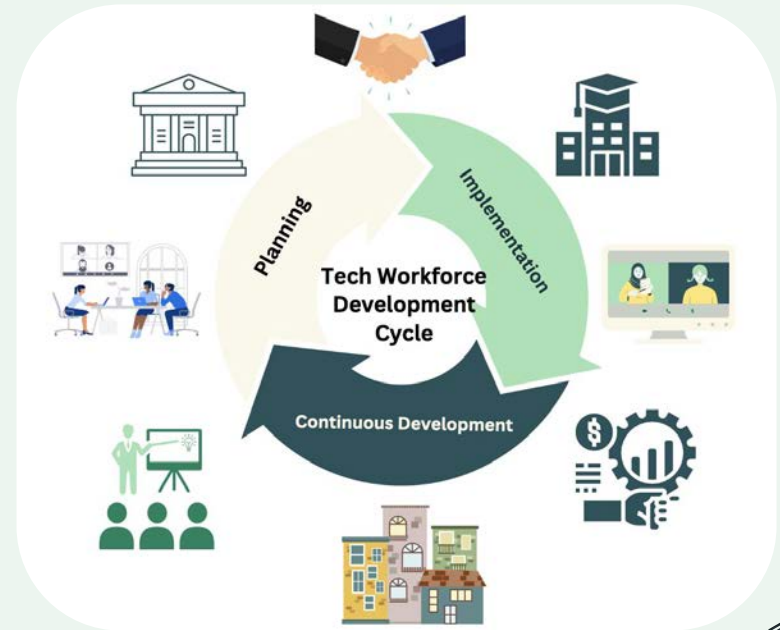 Planning
Implementation
Tech Workforce
Development
Cycle
Continuous Development
$